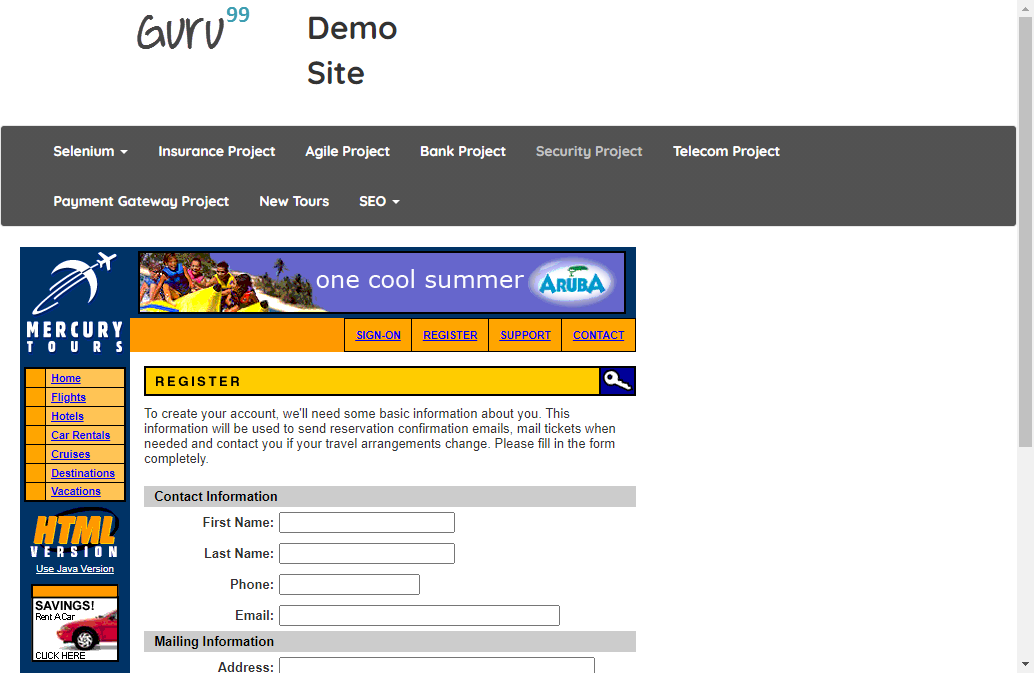 Guru99
Demo
Site
Selenium Insurance Project Agile Project Bank Project Security Project Telecom Project
Payment Gateway Project New Tours SEO
one cool summer ARUBA
MERCURY
TOURS
SIGN-ON REGISTER SUPPORT CONTACT
Home
Flights
Hotels
Car Rentals
Cruises
Destinations
Vacations
HTML
VERSION
Use Java Version
SAVINGS!
Rent A Car
CLICK HERE
REGISTER
To create your account, we'll need some basic information about you. This
information will be used to send reservation confirmation emails, mail tickets when
needed and contact you if your travel arrangements change. Please fill in the form
completely.
Contact Information
First Name:
Last Name:
Phone:
Email:
Mailing Information
Address: